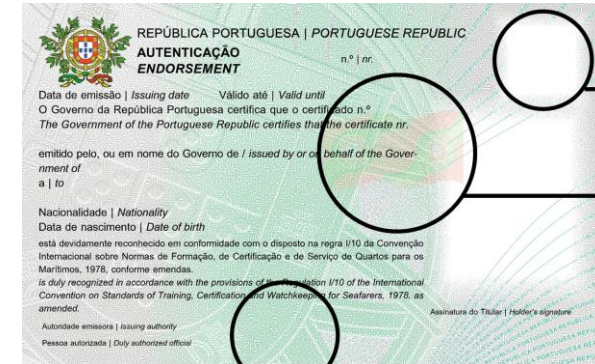 REPÚBLICA PORTUGUESA | PORTUGUESE REPUBLIC
AUTENTICAÇÃO
ENDORSEMENT
n.º | nr.
Data de emissão | Issuing date Válido até | Valid until
O Governo da República Portuguesa certifica que o certificado n.º
The Government of the Portuguese Republic certifies that the certificate nr.
emitido pelo, ou em nome do Governo de / issued by or on behalf of the Gover-
nment of
a | to
Nacionalidade | Nationality
Data de nascimento | Date of birth
está devidamente reconhecido em conformidade com o disposto na regra I/10 da Convenção
Internacional sobre Normas de Formação, de Certificação e de Serviço de Quartos para os
Marítimos, 1978, conforme emendas.
is duly recognized in accordance with the provisions of the Regulation I/10 of the International
Convention on Standards of Training, Certification and Watchkeeping for Seafarers, 1978, as
amended.
Assinatura do Titular | Holder's signature
Autoridade emissora | Issuing authority
Pessoa autorizada | Duly authorized official